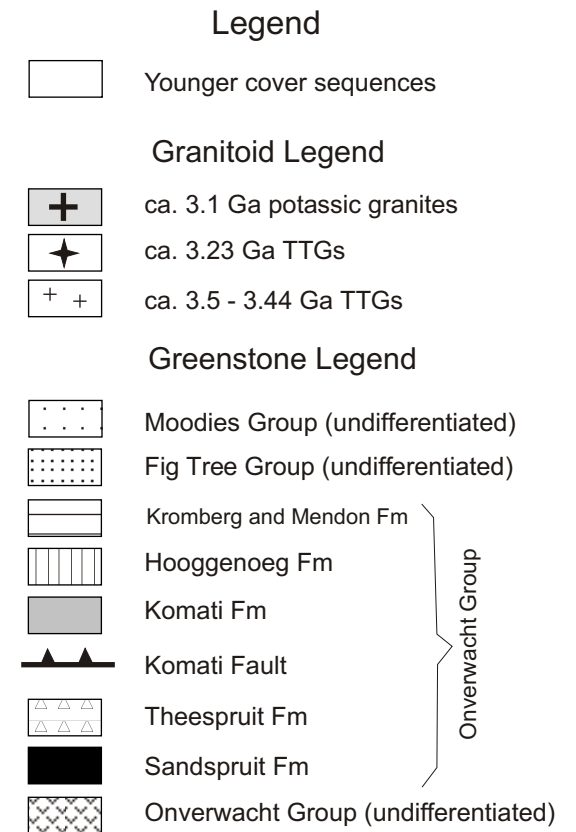 Legend
Younger cover sequences
Granitoid Legend
ca. 3.1 Ga potassic granites
ca. 3.23 Ga TTGs
ca. 3.5 - 3.44 Ga TTGs
Greenstone Legend
Moodies Group (undifferentiated)
Fig Tree Group (undifferentiated)
Kromberg and Mendon Fm
Hooggenoeg Fm
Komati Fm
Komati Fault
Theespruit Fm
Sandspruit Fm
Onverwacht Group
Onverwacht Group (undifferentiated)